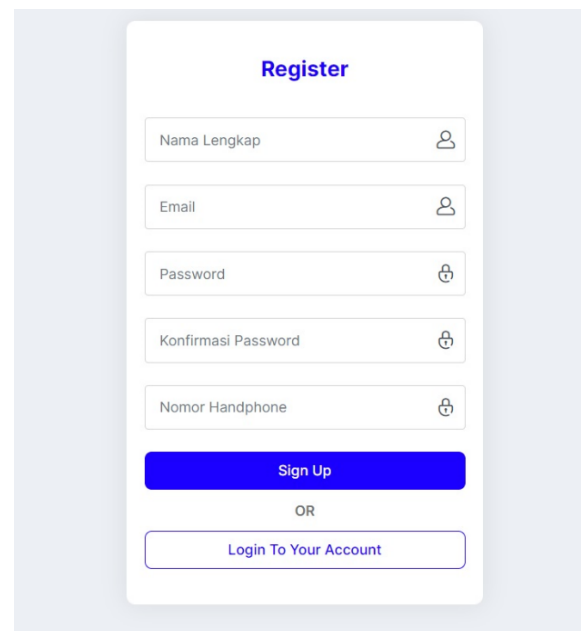 Register
Nama Lengkap
Email
Password
Konfirmasi Password
Nomor Handphone
Sign Up
OR
Login To Your Account